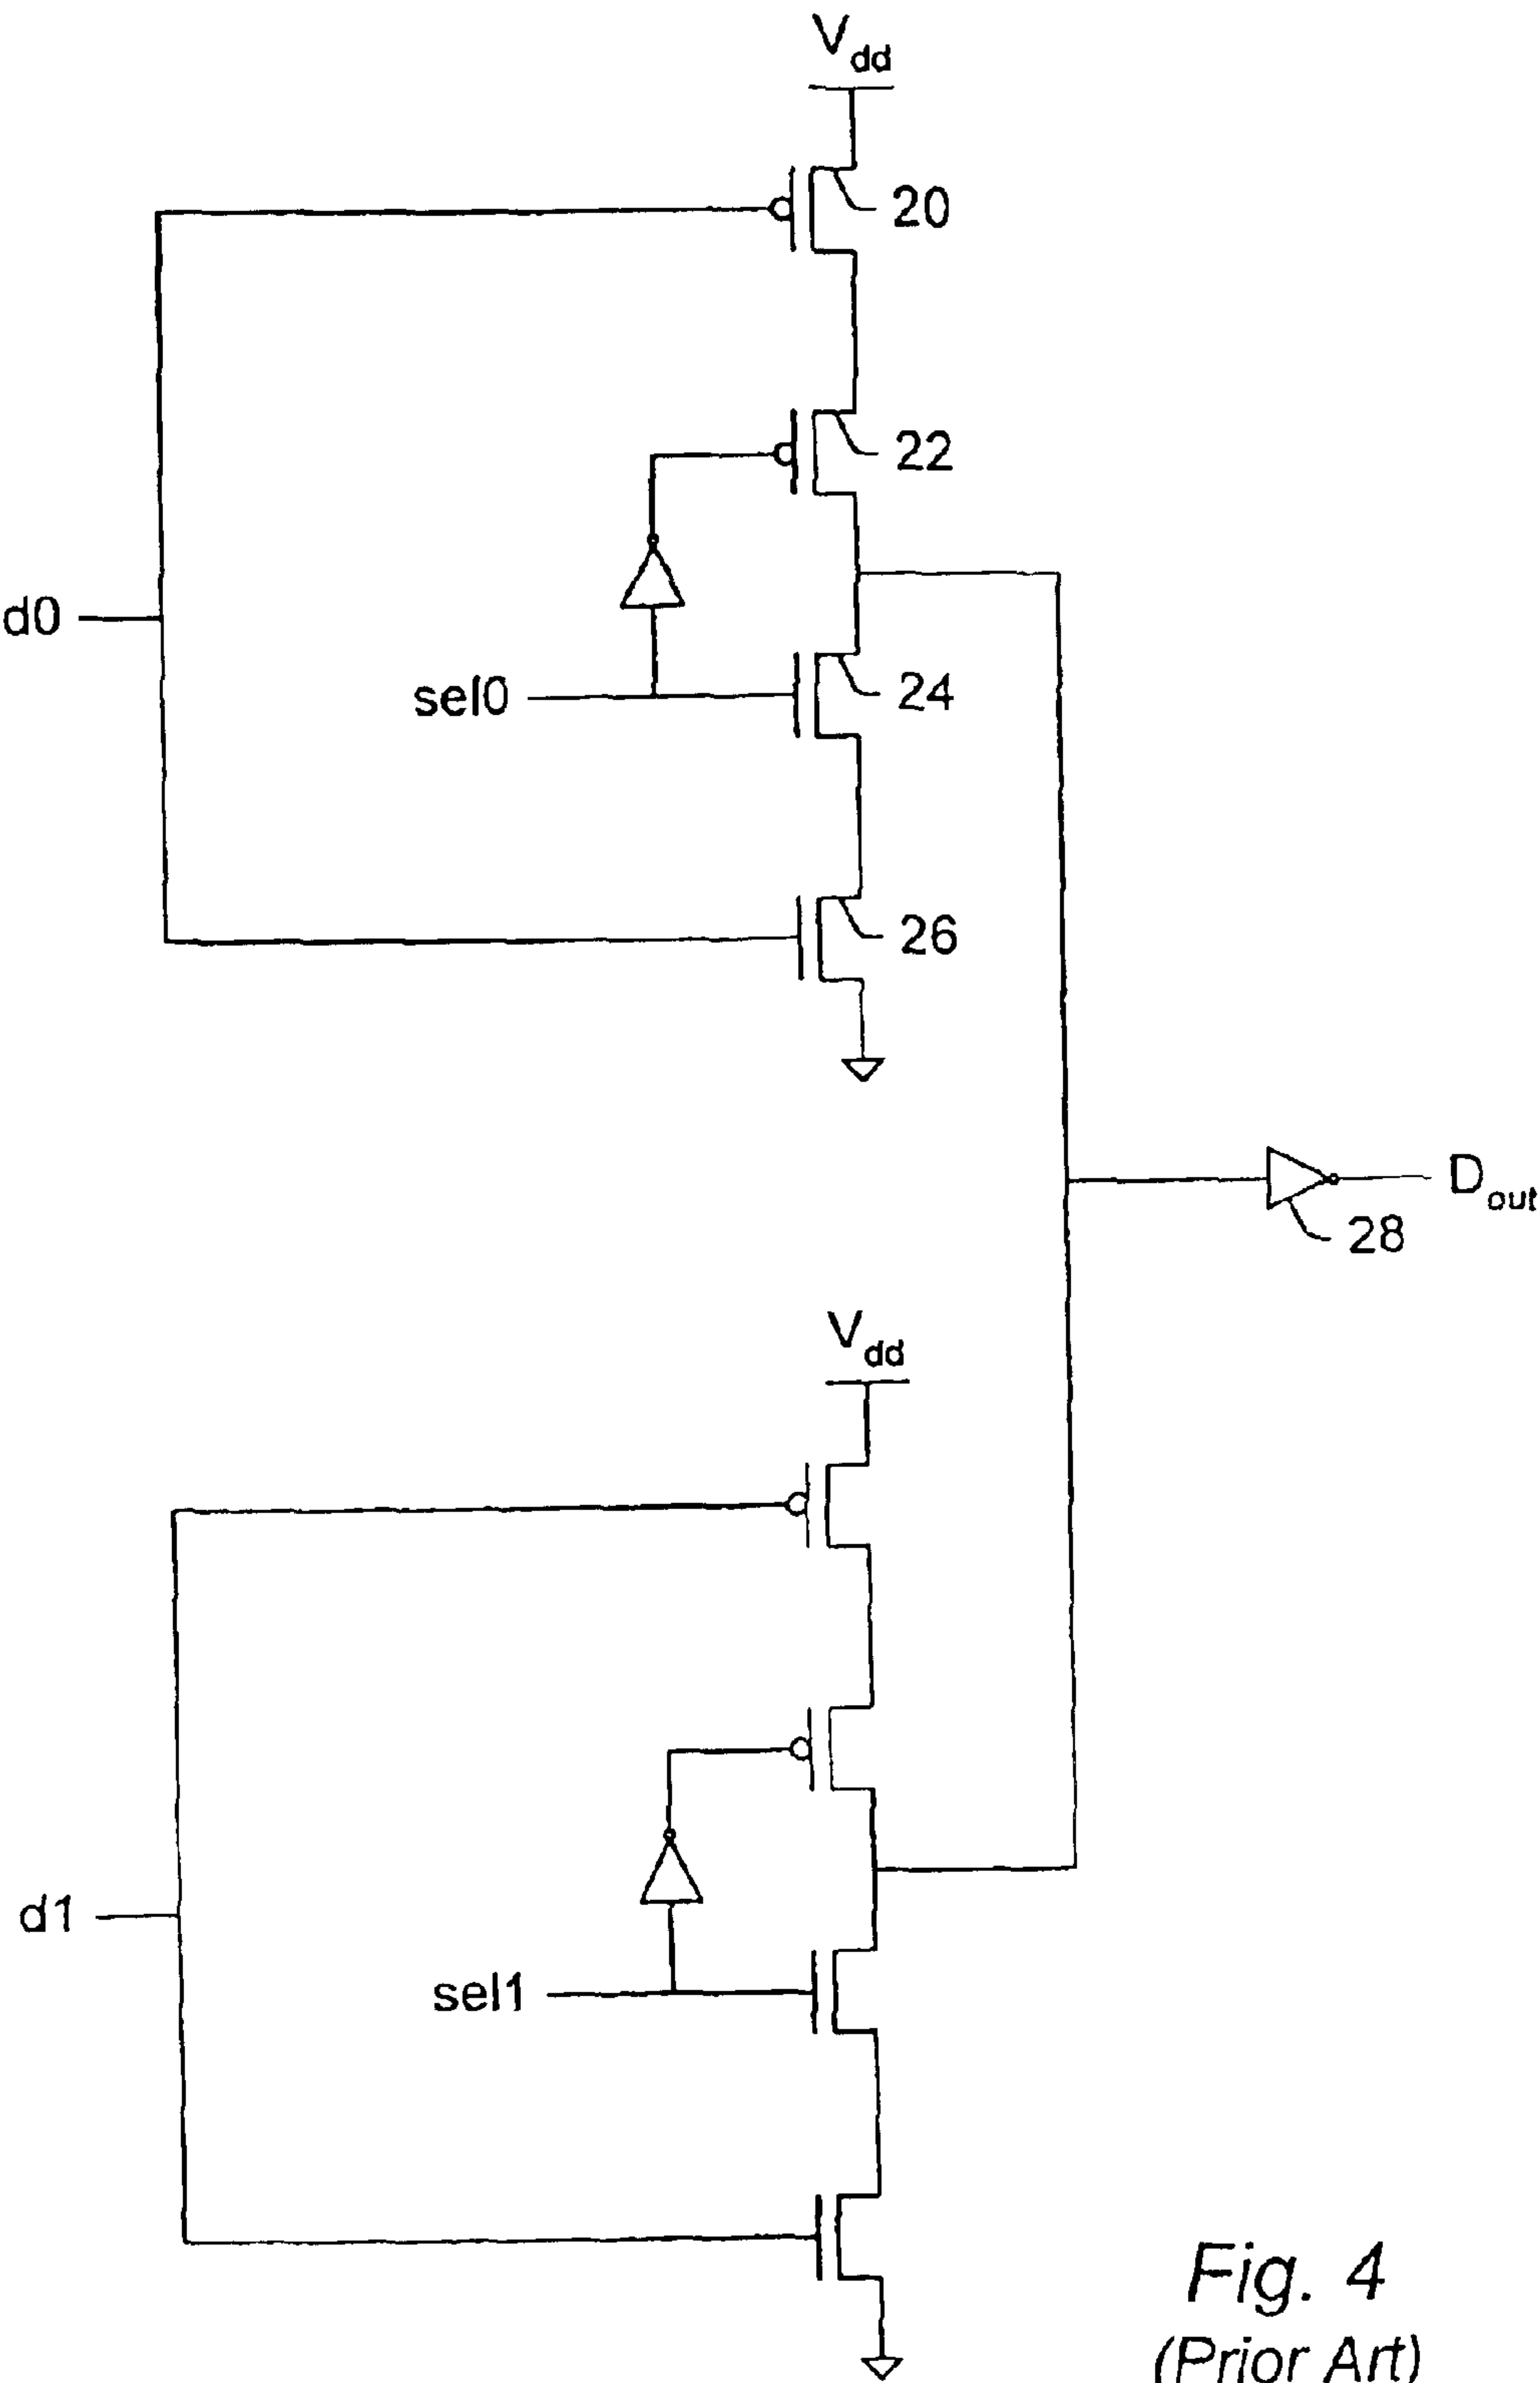 Vdd
20
22
d0
sel0
24
26
Dout
28
Vdd
d1
sel1
Fig. 4
(Prior Art)